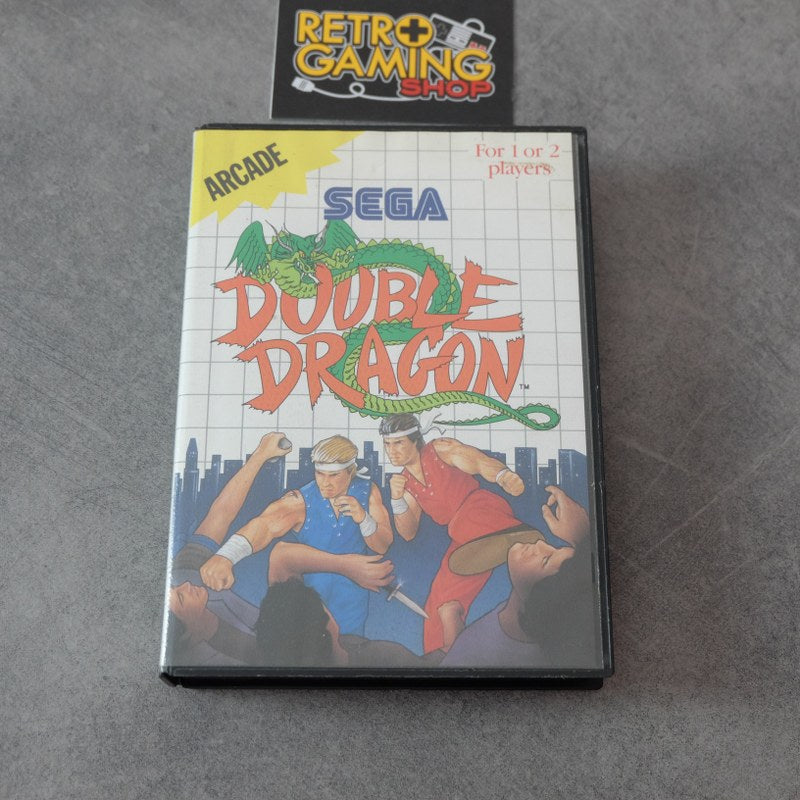 RETRO
GAMING
SHOP
ARCADE
For 1 or 2
players
SEGA
DOUBLE
DRAGON
TM